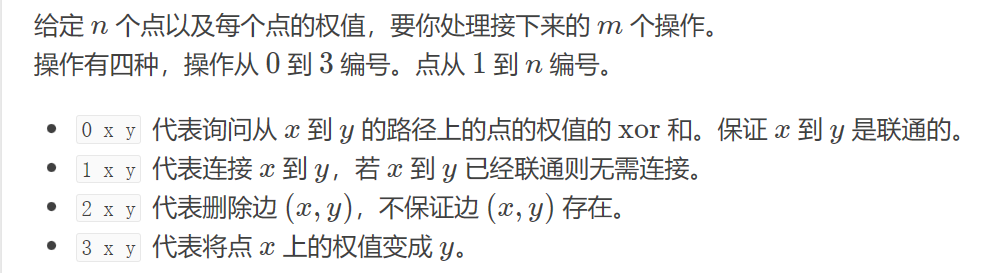 给定 n 个点以及每个点的权值，要你处理接下来的 m 个操作。
操作有四种，操作从 0 到 3 编号。点从 1 到 n 编号。
• 0 x y 代表询问从 x 到 y 的路径上的点的权值的 xor 和。保证 x 到 y 是联通的。
• 1 x y 代表连接 x 到 y，若 x 到 y 已经联通则无需连接。
• 2 x y 代表删除边 (x, y)，不保证边 (x, y) 存在。
• 3 x y 代表将点 x 上的权值变成 y。